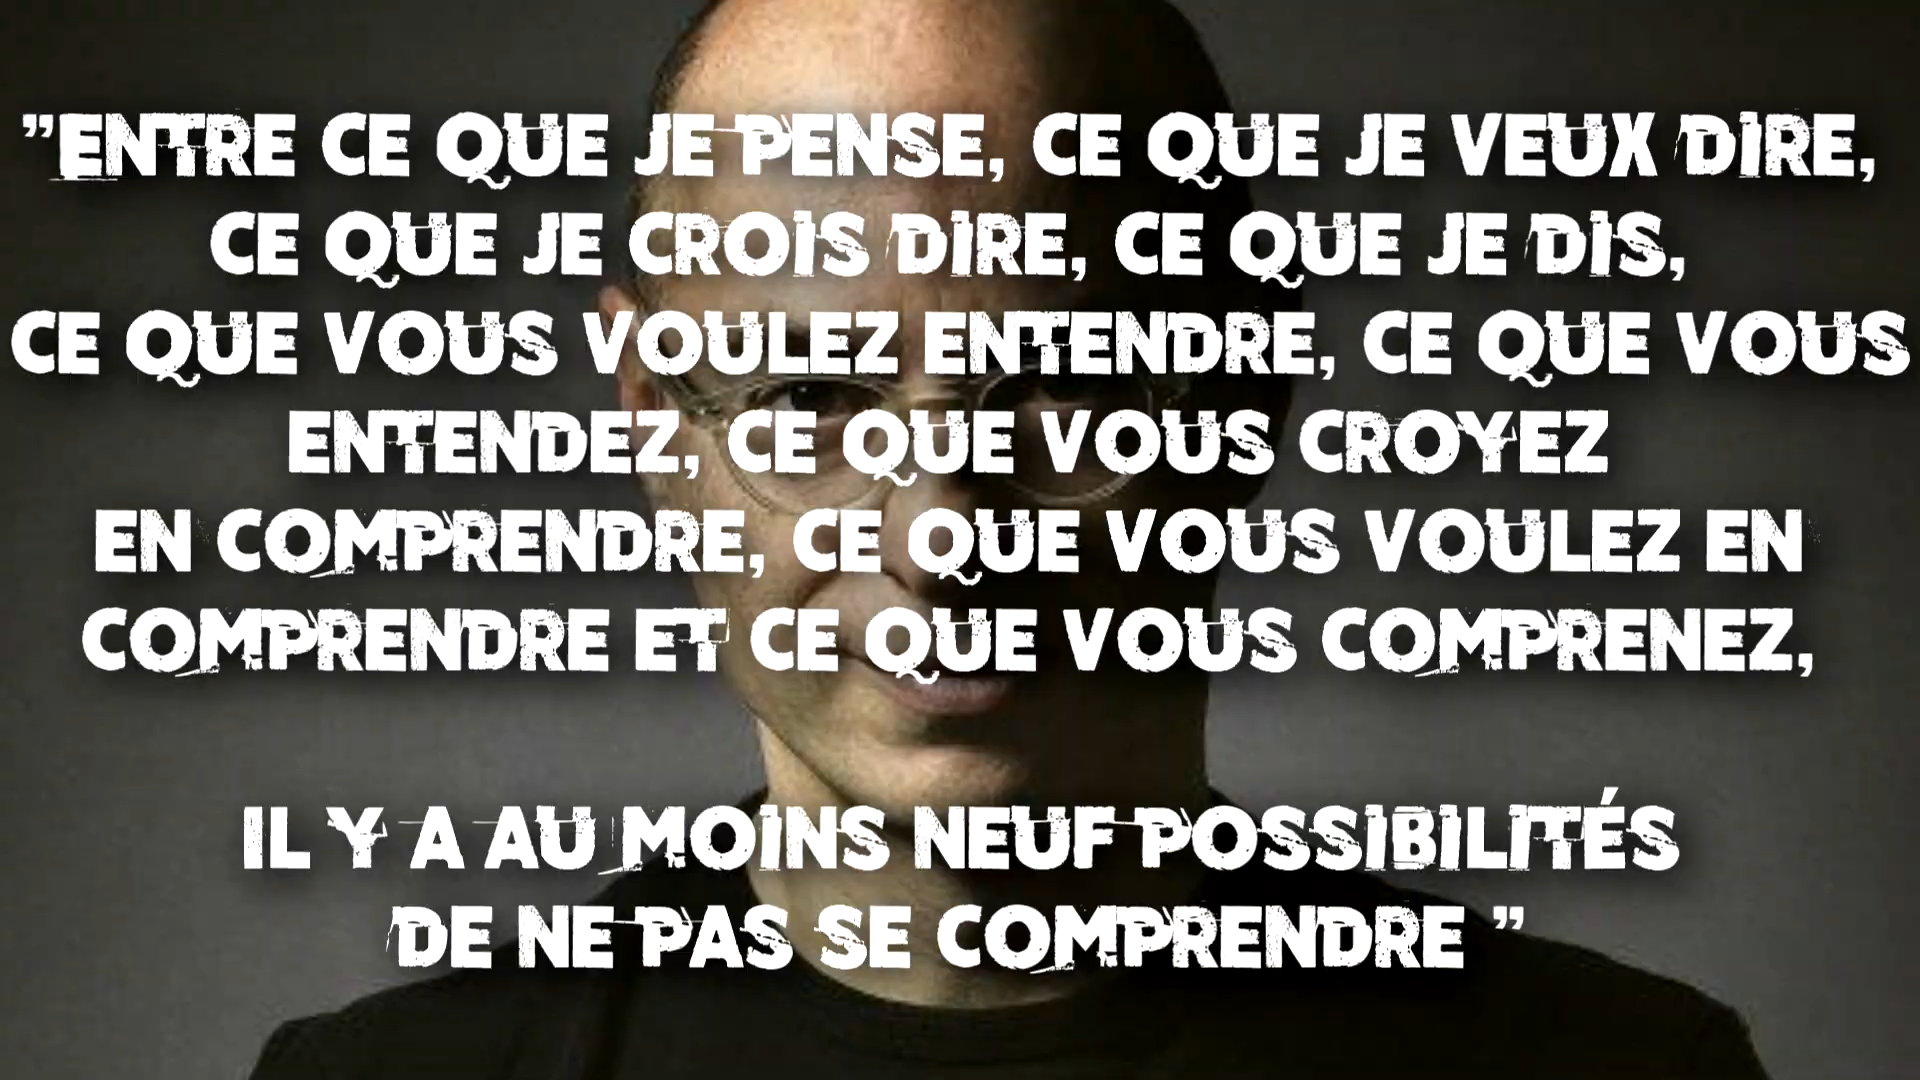 "ENTRE CE QUE JE PENSE, CE QUE JE VEUX DIRE,
CE QUE JE CROIS DIRE, CE QUE JE DIS,
CE QUE VOUS VOULEZ ENTENDRE, CE QUE VOUS
ENTENDEZ, CE QUE VOUS CROYEZ
EN COMPRENDRE, CE QUE VOUS VOULEZ EN
COMPRENDRE ET CE QUE VOUS COMPRENEZ,
IL Y A AU MOINS NEUF POSSIBILITÉS
DE NE PAS SE COMPRENDRE "